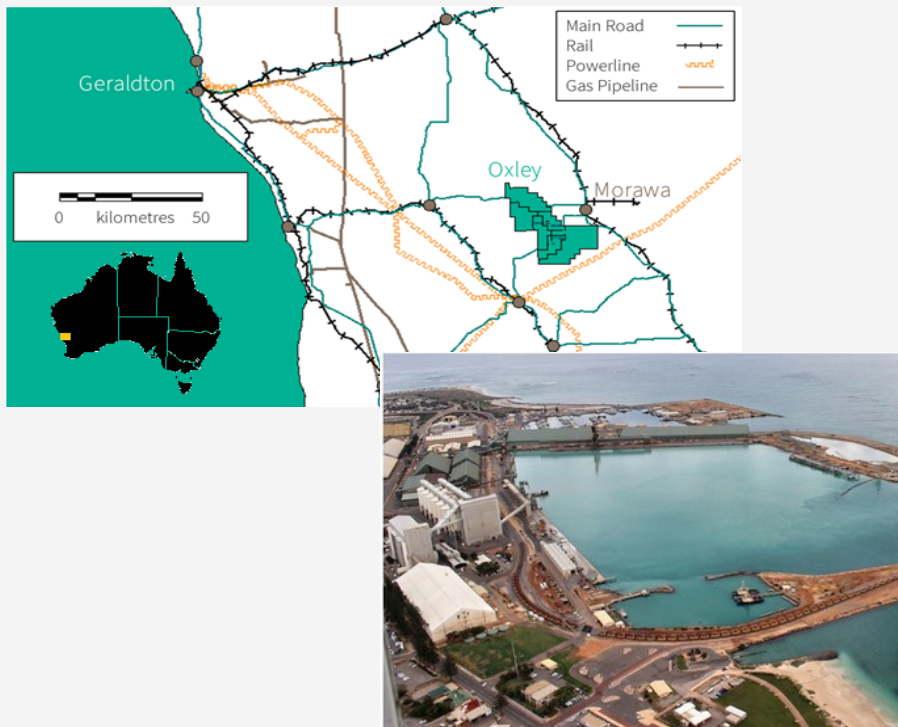 Main Road
Rail
Powerline
Gas Pipeline
Geraldton
Oxley
Morawa
0 kilometres 50